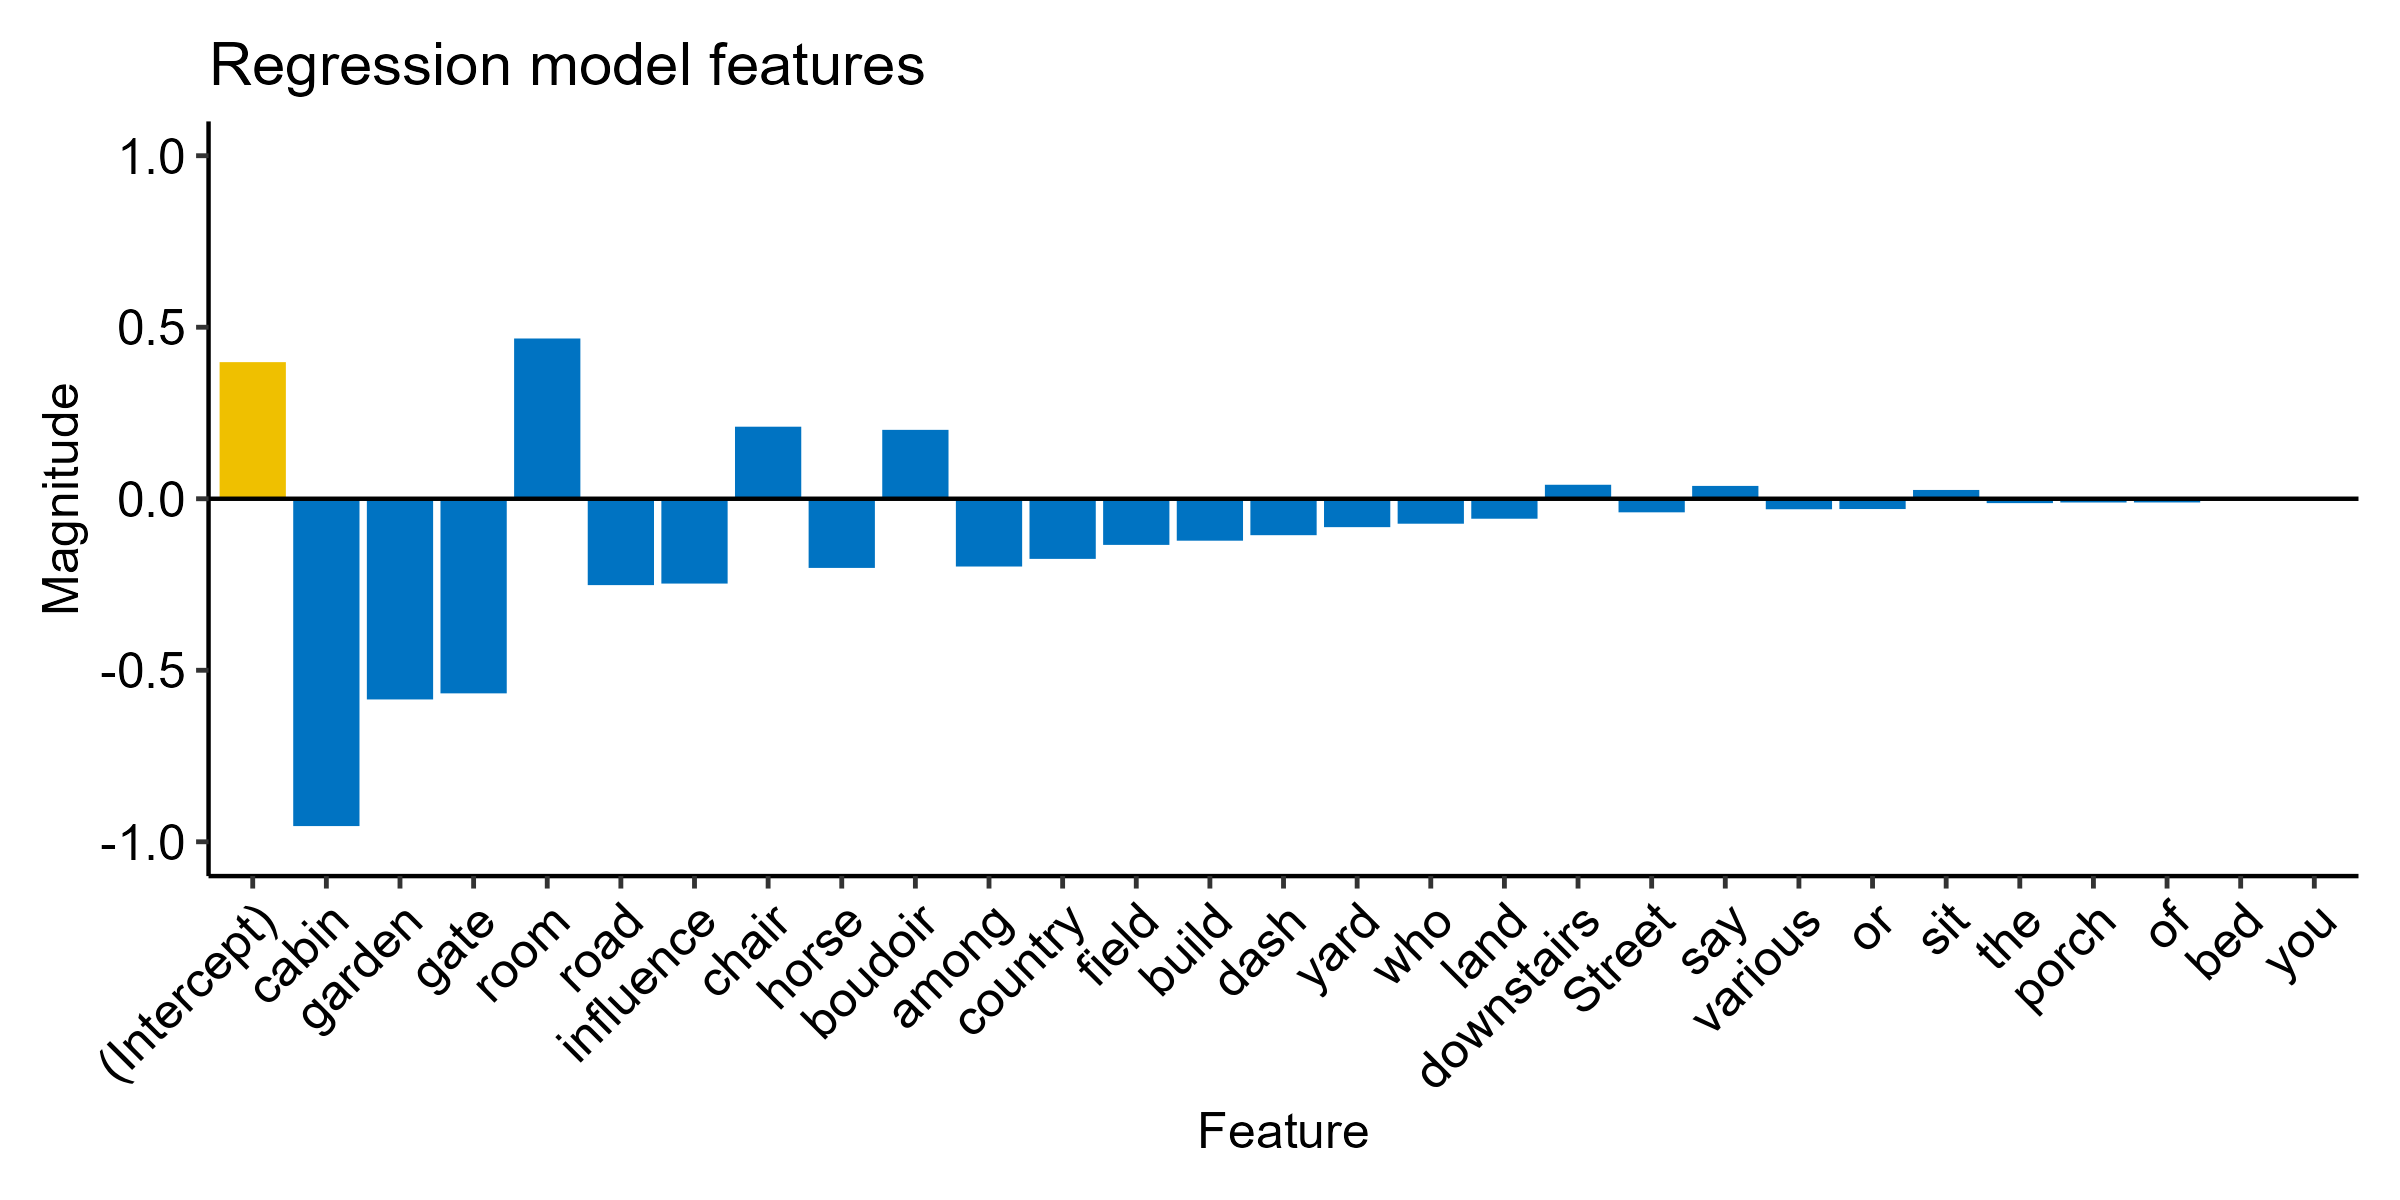 Regression model features
1.0
0.5
0.0
-0.5
-1.0
Magnitude
(Intercept)
cabin
garden
gate
room
road
influence
chair
horse
boudoir
among
country
field
build
dash
yard
who
land
downstairs
Street
say
various
or
sit
the
porch
of
bed
you
Feature